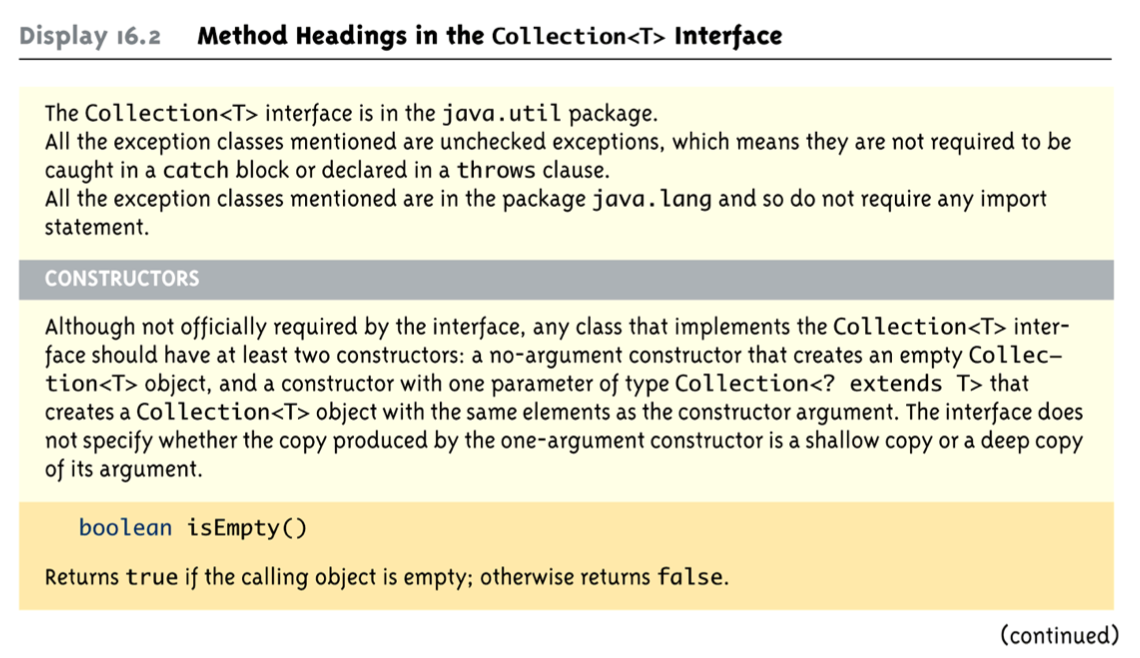 Display 16.2 Method Headings in the Collection<T> Interface
The Collection<T> interface is in the java.util package.
All the exception classes mentioned are unchecked exceptions, which means they are not required to be
caught in a catch block or declared in a throws clause.
All the exception classes mentioned are in the package java.lang and so do not require any import
statement.
CONSTRUCTORS
Although not officially required by the interface, any class that implements the Collection<T> inter-
face should have at least two constructors: a no-argument constructor that creates an empty Collec–
tion<T> object, and a constructor with one parameter of type Collection<? extends T> that
creates a Collection<T> object with the same elements as the constructor argument. The interface does
not specify whether the copy produced by the one-argument constructor is a shallow copy or a deep copy
of its argument.
boolean isEmpty()
Returns true if the calling object is empty; otherwise returns false.
(continued)